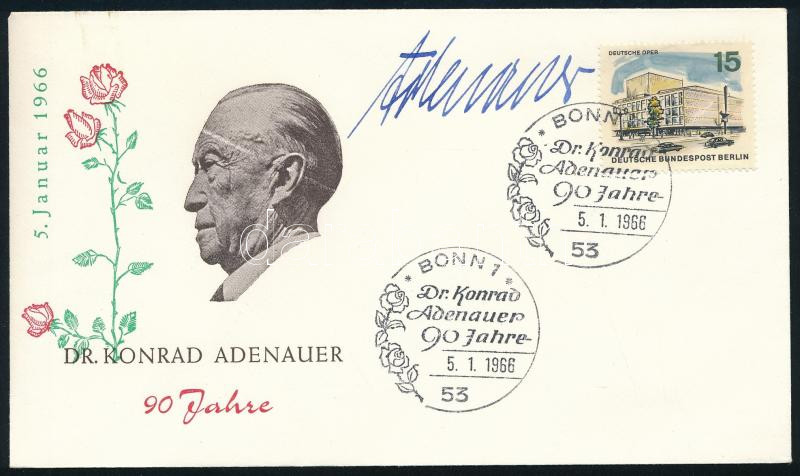 5. Januar 1966
DR. KONRAD ADENAUER
90 Jahre
Adenauer
DEUTSCHE OPER
15
DEUTSCHE BUNDESPOST BERLIN
* BONN 1 *
Dr. Konrad
Adenauer
90 Jahre
5. 1. 1966
53
* BONN 1 *
Dr. Konrad
Adenauer
90 Jahre
5. 1. 1966
53